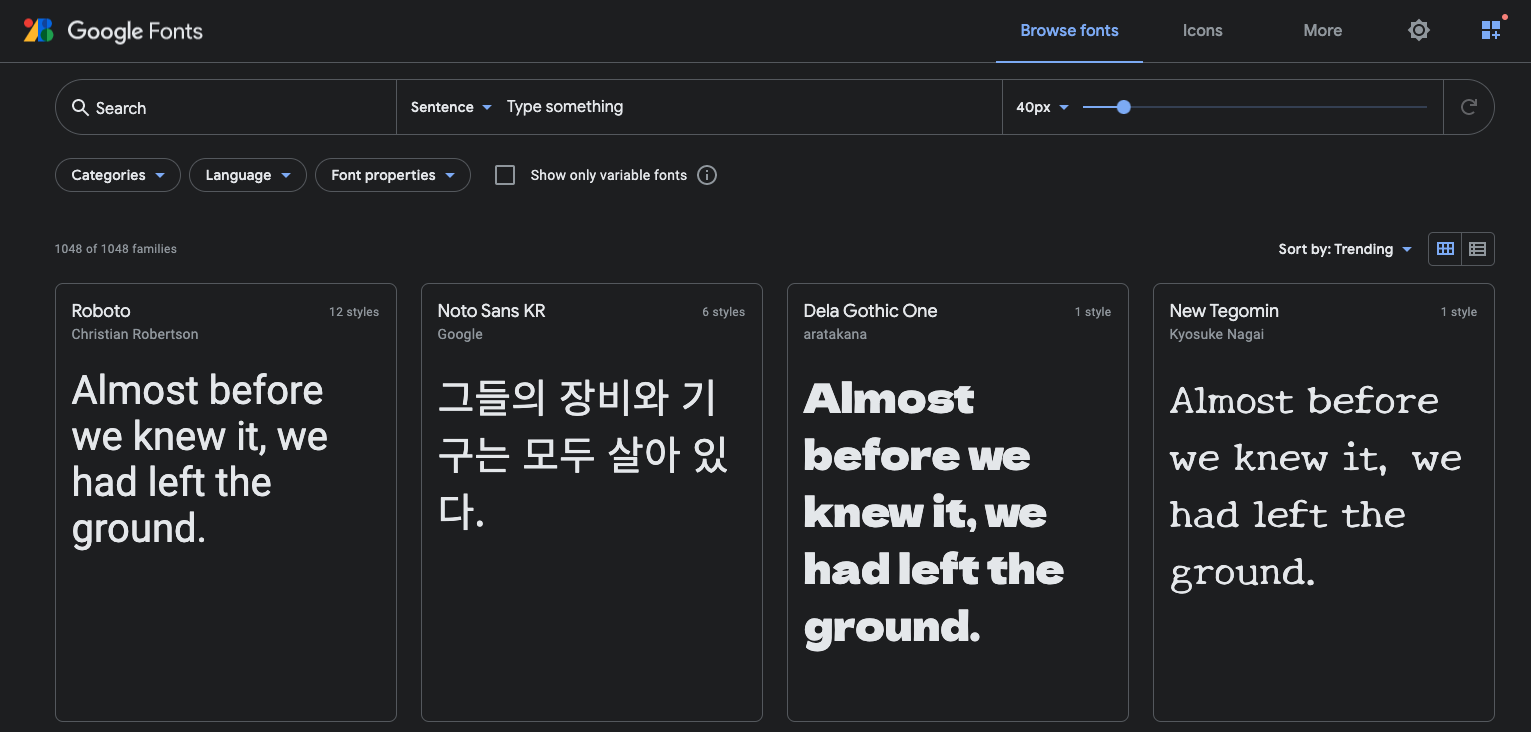 Google Fonts
Browse fonts
Icons
More
Search
Sentence
Type something
40px
Categories
Language
Font properties
Show only variable fonts
1048 of 1048 families
Sort by: Trending
Roboto
12 styles
Christian Robertson
Almost before
we knew it, we
had left the
ground.
Noto Sans KR
6 styles
Google
그들의 장비와 기
구는 모두 살아 있
다.
Dela Gothic One
1 style
aratakana
Almost
before we
knew it, we
had left the
ground.
New Tegomin
1 style
Kyosuke Nagai
Almost before
we knew it, we
had left the
ground.